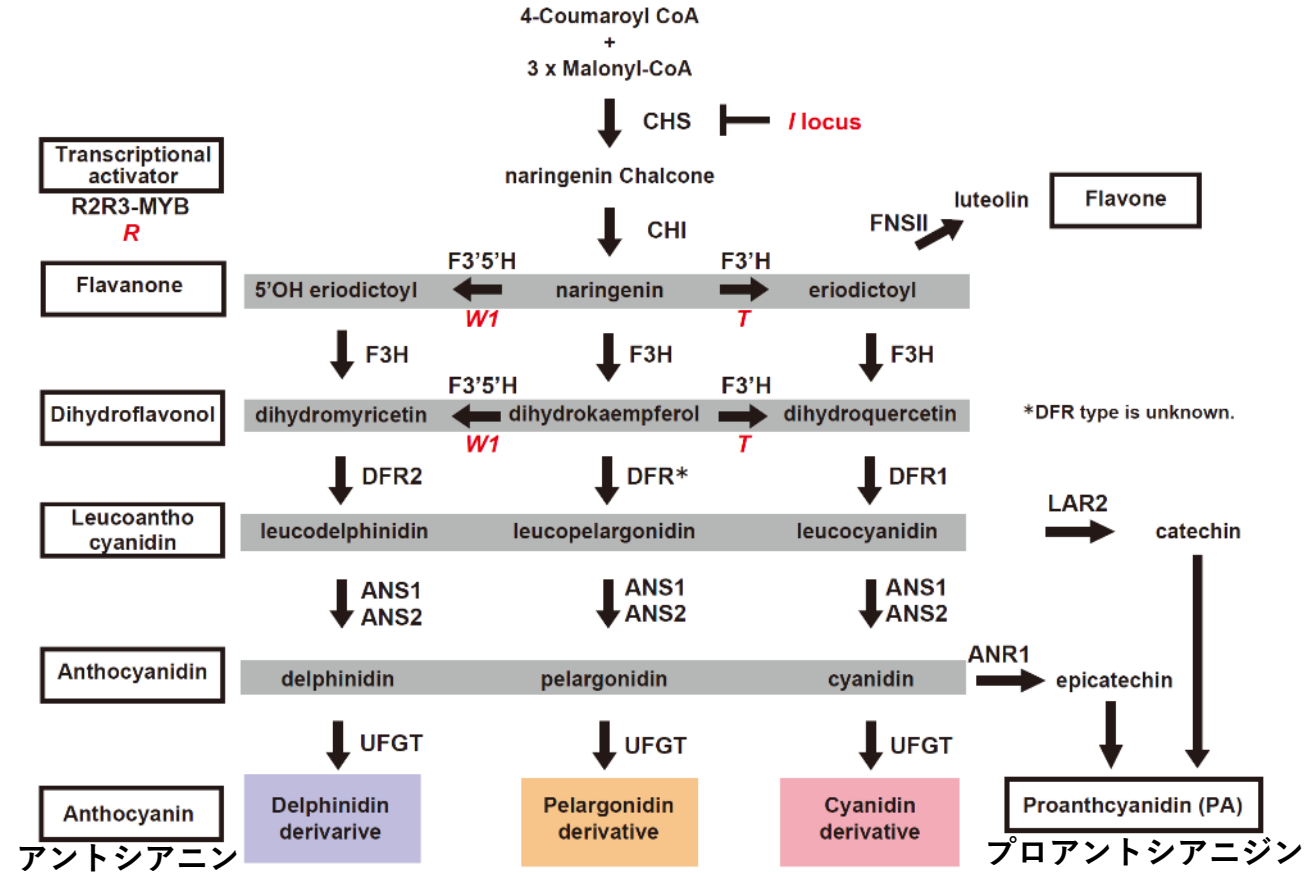 4-Coumaroyl CoA
+
3 x Malonyl-CoA
CHS
I locus
Transcriptional
activator
R2R3-MYB
R
naringenin Chalcone
CHI
FNSII
luteolin
Flavone
Flavanone
F3’5’H
F3’H
5’OH eriodictoyl
naringenin
eriodictoyl
W1
T
F3H
F3H
F3H
Dihydroflavonol
F3’5’H
F3’H
dihydromyricetin
dihydrokaempferol
dihydroquercetin
*DFR type is unknown.
W1
T
DFR2
DFR*
DFR1
Leucoantho
cyanidin
leucodelphinidin
leucopelargonidin
leucocyanidin
LAR2
catechin
ANS1
ANS2
ANS1
ANS2
ANS1
ANS2
Anthocyanidin
delphinidin
pelargonidin
cyanidin
ANR1
epicatechin
UFGT
UFGT
UFGT
Anthocyanin
アントシアニン
Delphinidin
derivarive
Pelargonidin
derivative
Cyanidin
derivative
Proanthcyanidin (PA)
プロアントシアニジン